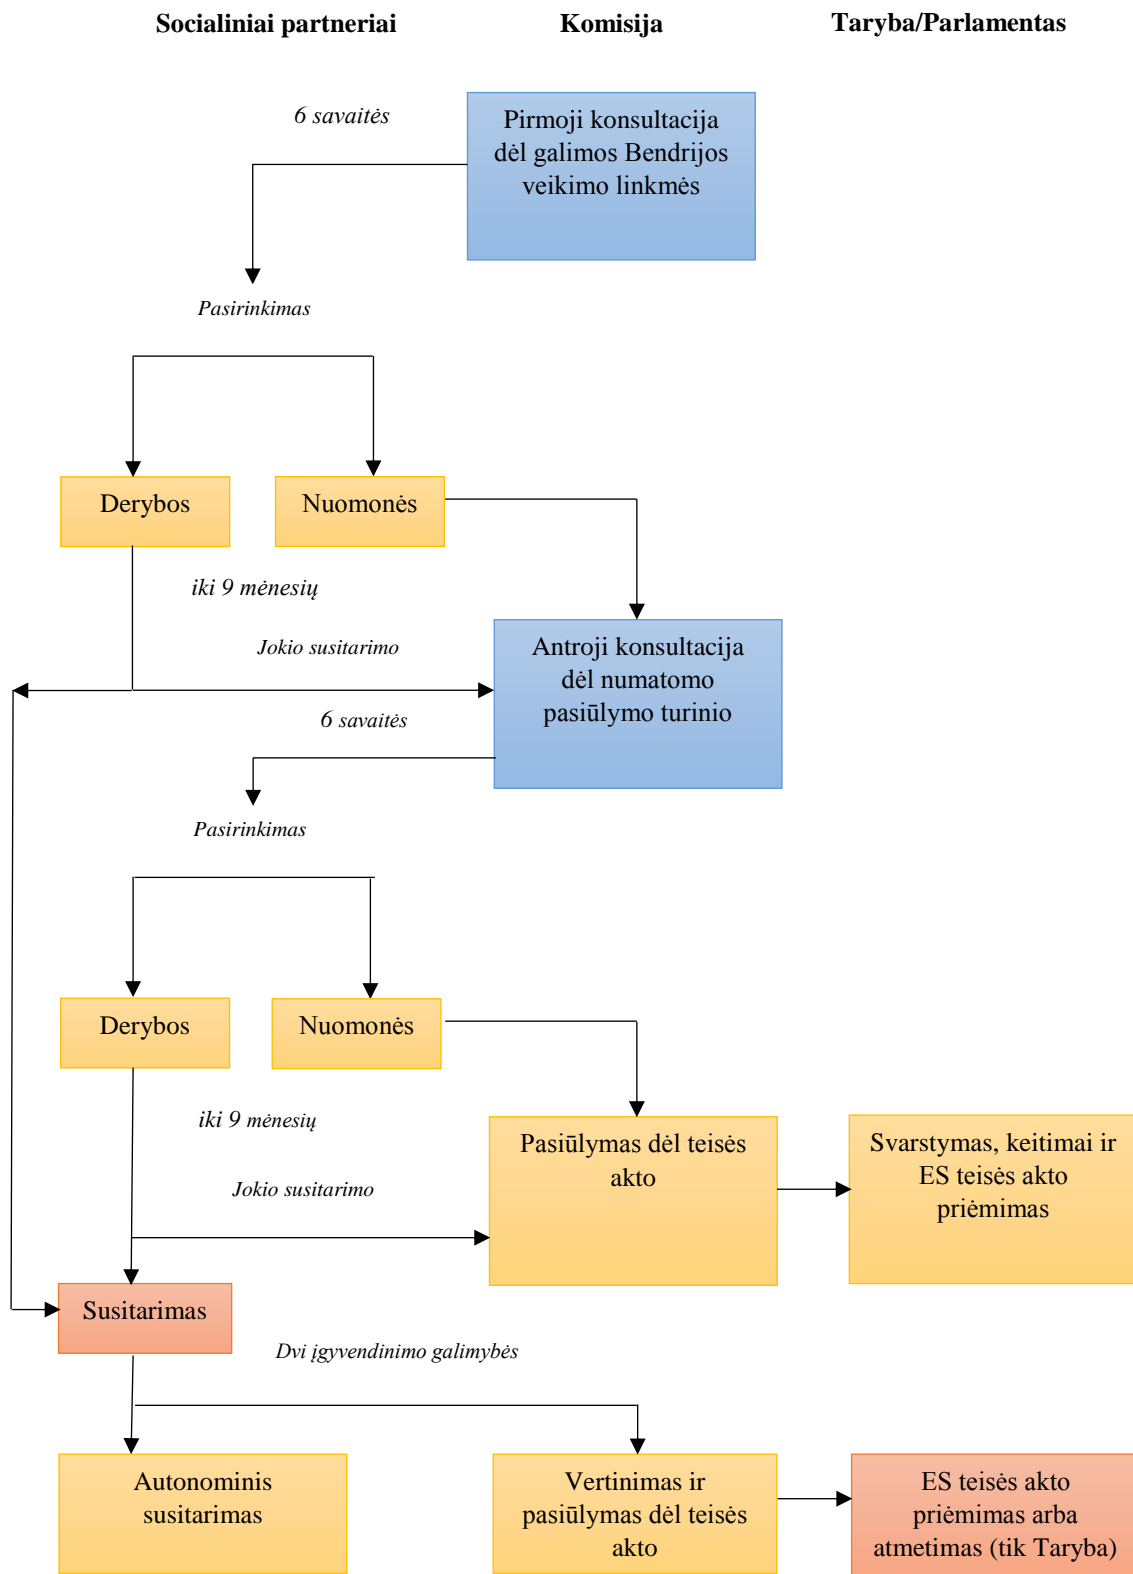 Socialiniai partneriai
Komisija
Taryba/Parlamentas
6 savaitės
Pirmoji konsultacija
dėl galimos Bendrijos
veikimo linkmės
Pasirinkimas
Derybos
Nuomonės
iki 9 mėnesių
Jokio susitarimo
Antroji konsultacija
dėl numatomo
pasiūlymo turinio
6 savaitės
Pasirinkimas
Derybos
Nuomonės
iki 9 mėnesių
Jokio susitarimo
Pasiūlymas dėl teisės
akto
Svarstymas, keitimai ir
ES teisės akto
priėmimas
Susitarimas
Dvi įgyvendinimo galimybės
Autonominis
susitarimas
Vertinimas ir
pasiūlymas dėl teisės
akto
ES teisės akto
priėmimas arba
atmetimas (tik Taryba)